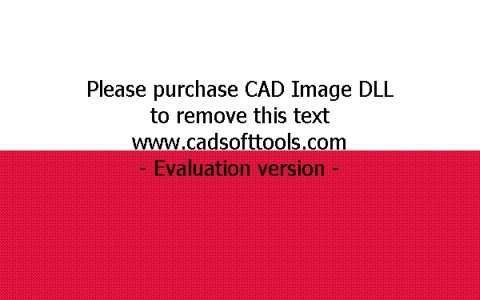 Please purchase CAD Image DLL
to remove this text
www.cadsofttools.com
- Evaluation version -